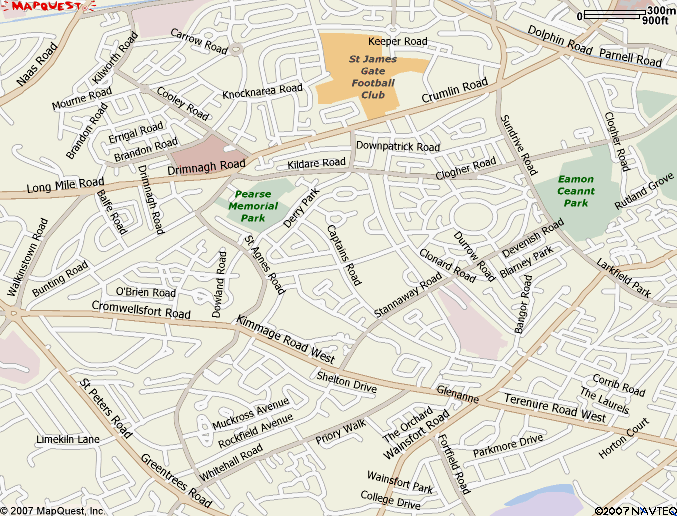 MAPQUEST
300m
0
900ft
Carrow Road
Keeper Road
Dolphin Road
Parnell Road
Naas Road
Kilworth Road
St James
Gate
Football
Club
Crumlin Road
Mourne Road
Cooley Road
Knocknarea Road
Brandon Road
Errigal Road
Brandon Road
Sundrive Road
Clogher Road
Downpatrick Road
Drimnagh Road
Kildare Road
Clogher Road
Long Mile Road
Balfe Road
Drimnagh Road
Pearse
Memorial
Park
Derry Park
Eamon
Ceannt
Park
Rutland Grove
Walkinstown Road
St Agnes Road
Captains Road
Durrow Road
Devenish Road
Clonard Road
Blarney Park
Bunting Road
Dowland Road
Larkfield Park
O'Brien Road
Stannaway Road
Bangor Road
Cromwellsfort Road
Kimmage Road West
Shelton Drive
Glenanne
Corrib Road
The Laurels
St Peters Road
Terenure Road West
Muckross Avenue
The Orchard
Rockfield Avenue
Priory Walk
Wainsfort Road
Horton Court
Limekiln Lane
Parkmore Drive
Fortfield Road
Greentrees Road
Whitehall Road
Wainsfort Park
College Drive
© 2007 MapQuest, Inc.
©2007 NAVTEQ